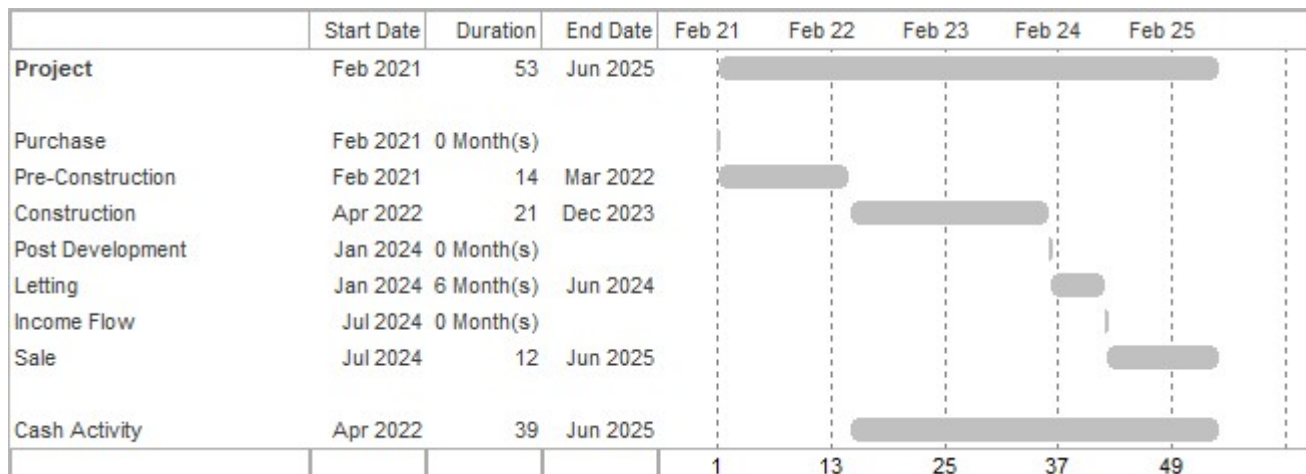 Start Date Duration End Date Feb 21 Feb 22 Feb 23 Feb 24 Feb 25
Project Feb 2021 53 Jun 2025
Purchase Feb 2021 0 Month(s)
Pre-Construction Feb 2021 14 Mar 2022
Construction Apr 2022 21 Dec 2023
Post Development Jan 2024 0 Month(s)
Letting Jan 2024 6 Month(s) Jun 2024
Income Flow Jul 2024 0 Month(s)
Sale Jul 2024 12 Jun 2025
Cash Activity Apr 2022 39 Jun 2025
1 13 25 37 49